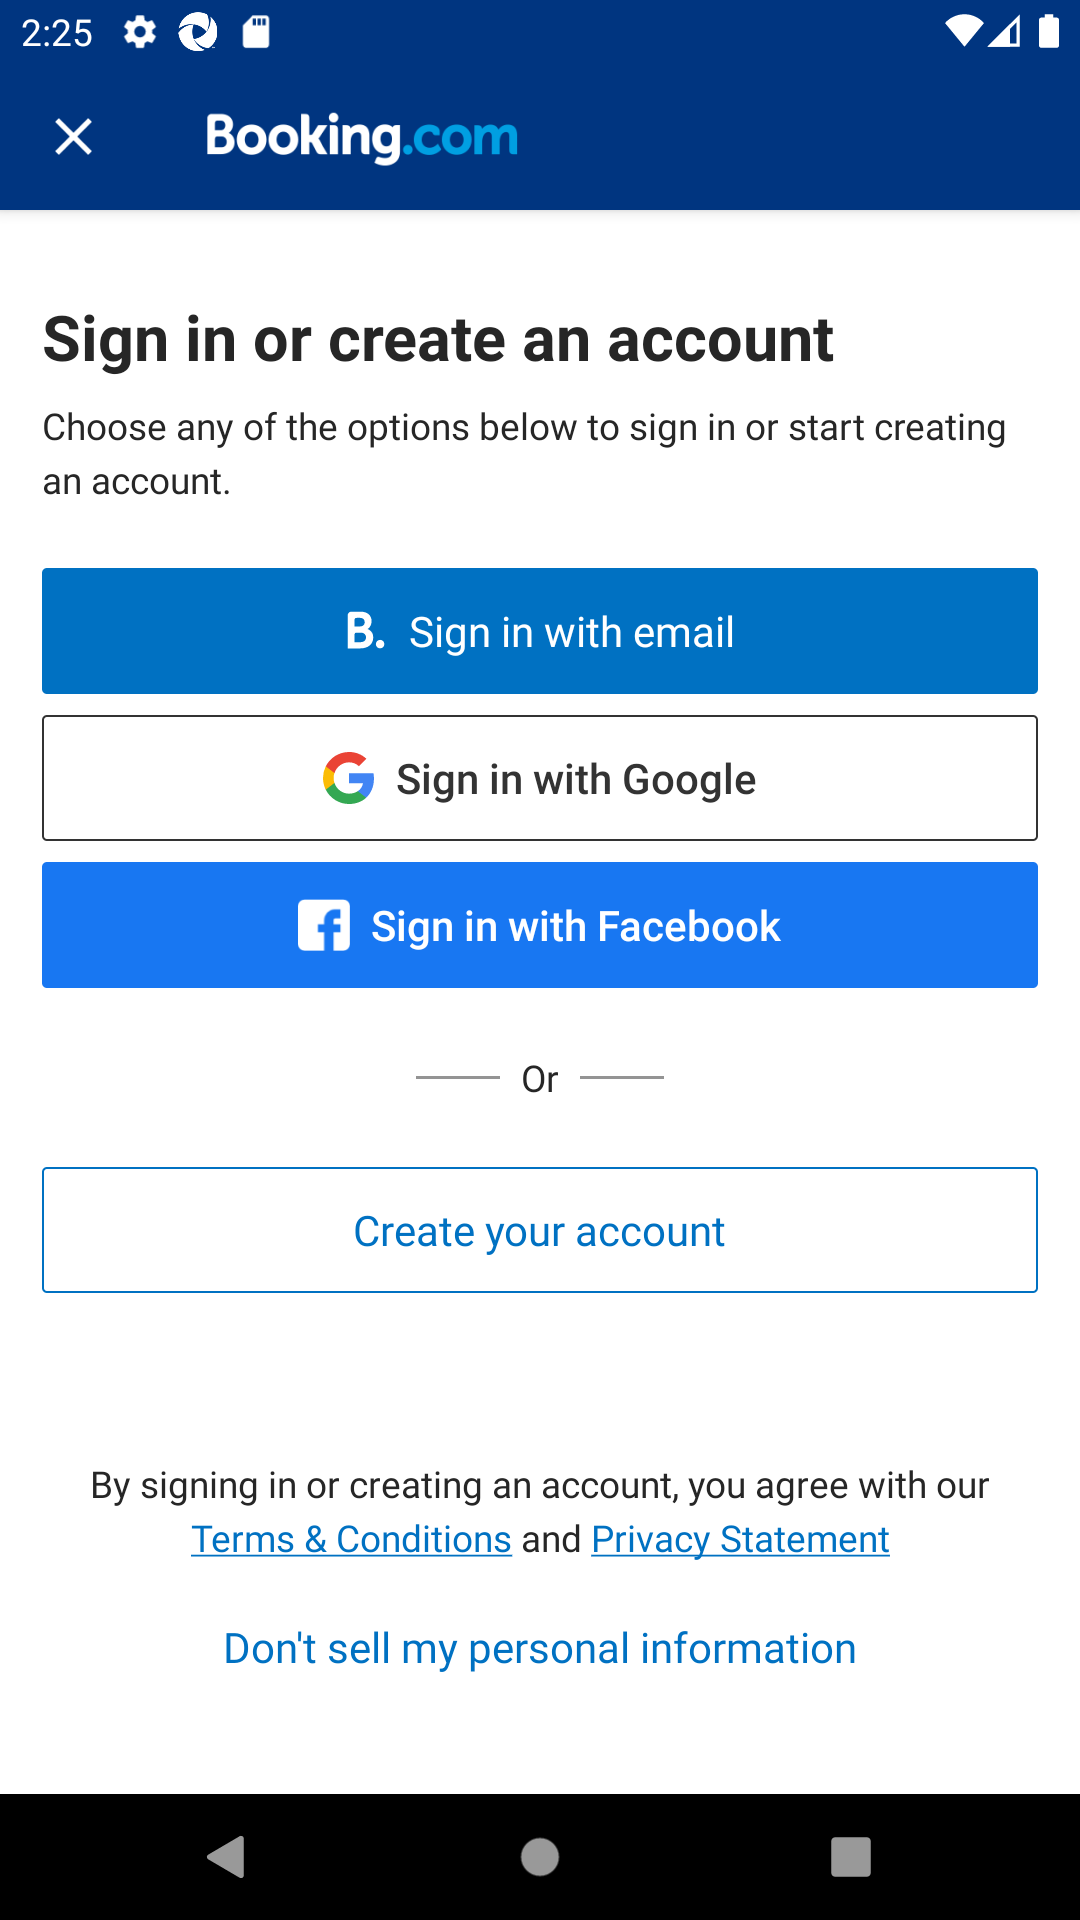 2:25
Booking.com
Sign in or create an account
Choose any of the options below to sign in or start creating
an account.
B. Sign in with email
Sign in with Google
Sign in with Facebook
Or
Create your account
By signing in or creating an account, you agree with our
Terms & Conditions and Privacy Statement
Don't sell my personal information